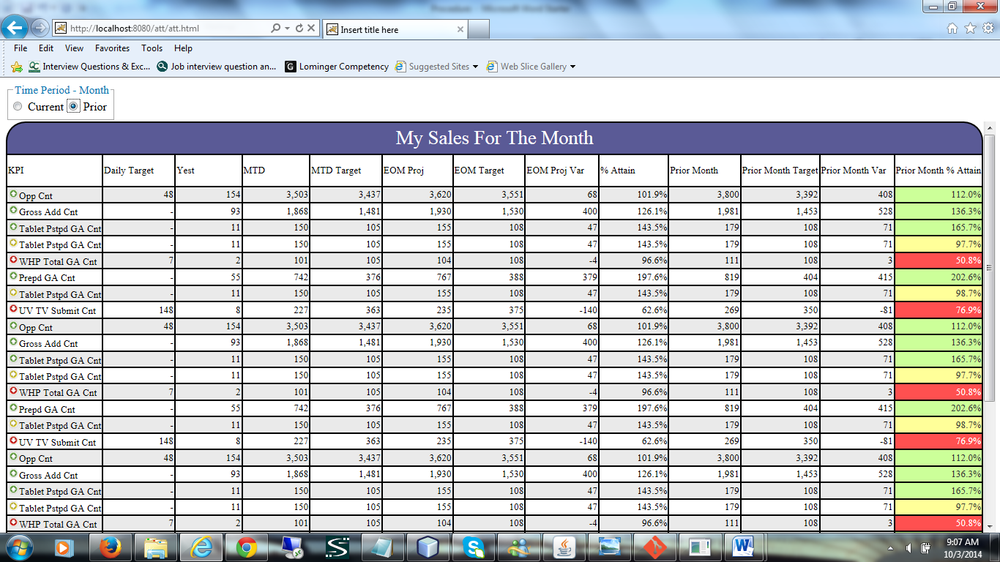 http://localhost:8080/att/att.html
Insert title here
File Edit View Favorites Tools Help
Interview Questions & Exc... Job interview question an... Lominger Competency Suggested Sites Web Slice Gallery
Time Period - Month
Current Prior
My Sales For The Month
KPI Daily Target Yest MTD MTD Target EOM Proj EOM Target EOM Proj Var % Attain Prior Month Prior Month Target Prior Month Var Prior Month % Attain
Opp Cnt 48 154 3,503 3,437 3,620 3,551 68 101.9% 3,800 3,392 408 112.0%
Gross Add Cnt - 93 1,868 1,481 1,930 1,530 400 126.1% 1,981 1,453 528 136.3%
Tablet Pstpd GA Cnt - 11 150 105 155 108 47 143.5% 179 108 71 165.7%
Tablet Pstpd GA Cnt - 11 150 105 155 108 47 143.5% 179 108 71 97.7%
WHP Total GA Cnt 7 2 101 105 104 108 -4 96.6% 111 108 3 50.8%
Prepd GA Cnt - 55 742 376 767 388 379 197.6% 819 404 415 202.6%
Tablet Pstpd GA Cnt - 11 150 105 155 108 47 143.5% 179 108 71 98.7%
UV TV Submit Cnt 148 8 227 363 235 375 -140 62.6% 269 350 -81 76.9%
Opp Cnt 48 154 3,503 3,437 3,620 3,551 68 101.9% 3,800 3,392 408 112.0%
Gross Add Cnt - 93 1,868 1,481 1,930 1,530 400 126.1% 1,981 1,453 528 136.3%
Tablet Pstpd GA Cnt - 11 150 105 155 108 47 143.5% 179 108 71 165.7%
Tablet Pstpd GA Cnt - 11 150 105 155 108 47 143.5% 179 108 71 97.7%
WHP Total GA Cnt 7 2 101 105 104 108 -4 96.6% 111 108 3 50.8%
Prepd GA Cnt - 55 742 376 767 388 379 197.6% 819 404 415 202.6%
Tablet Pstpd GA Cnt - 11 150 105 155 108 47 143.5% 179 108 71 98.7%
UV TV Submit Cnt 148 8 227 363 235 375 -140 62.6% 269 350 -81 76.9%
Opp Cnt 48 154 3,503 3,437 3,620 3,551 68 101.9% 3,800 3,392 408 112.0%
Gross Add Cnt - 93 1,868 1,481 1,930 1,530 400 126.1% 1,981 1,453 528 136.3%
Tablet Pstpd GA Cnt - 11 150 105 155 108 47 143.5% 179 108 71 165.7%
Tablet Pstpd GA Cnt - 11 150 105 155 108 47 143.5% 179 108 71 97.7%
WHP Total GA Cnt 7 2 101 105 104 108 -4 96.6% 111 108 3 50.8%
9:07 AM
10/3/2014